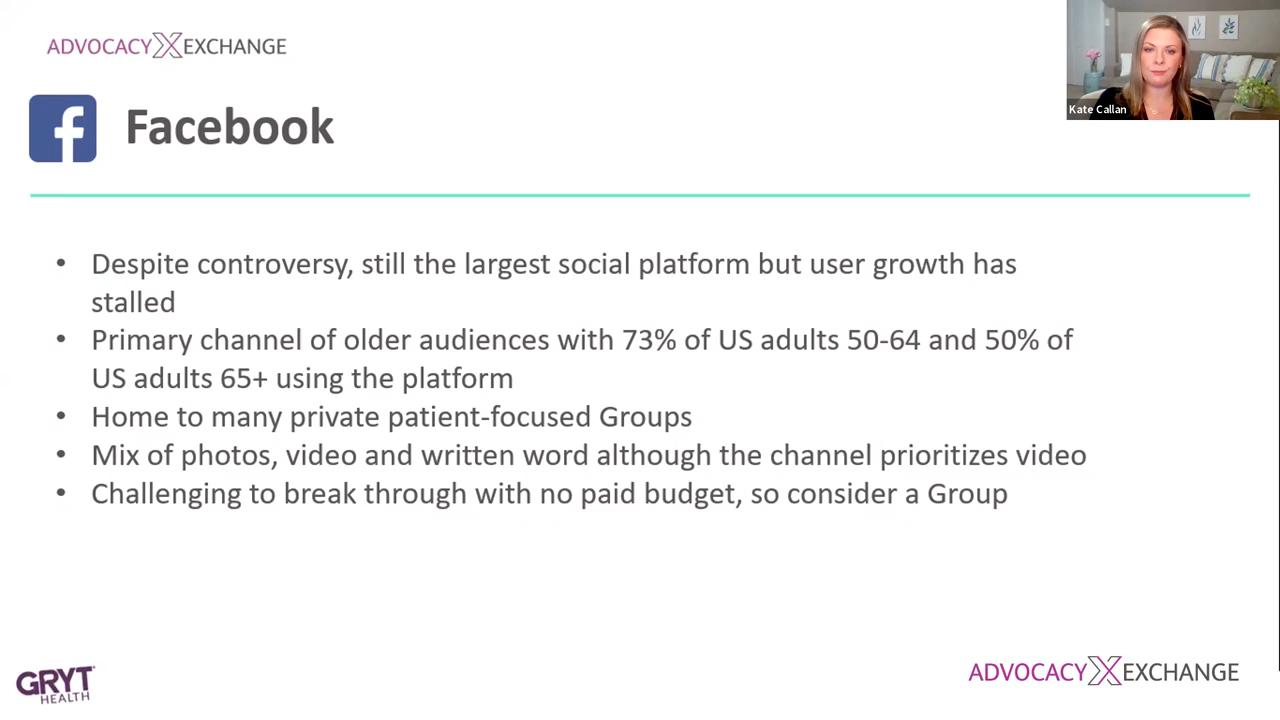 ADVOCACY EXCHANGE
Kate Callan
Facebook
• Despite controversy, still the largest social platform but user growth has
stalled
• Primary channel of older audiences with 73% of US adults 50-64 and 50% of
US adults 65+ using the platform
• Home to many private patient-focused Groups
• Mix of photos, video and written word although the channel prioritizes video
• Challenging to break through with no paid budget, so consider a Group
GRYT
HEALTH
ADVOCACY EXCHANGE